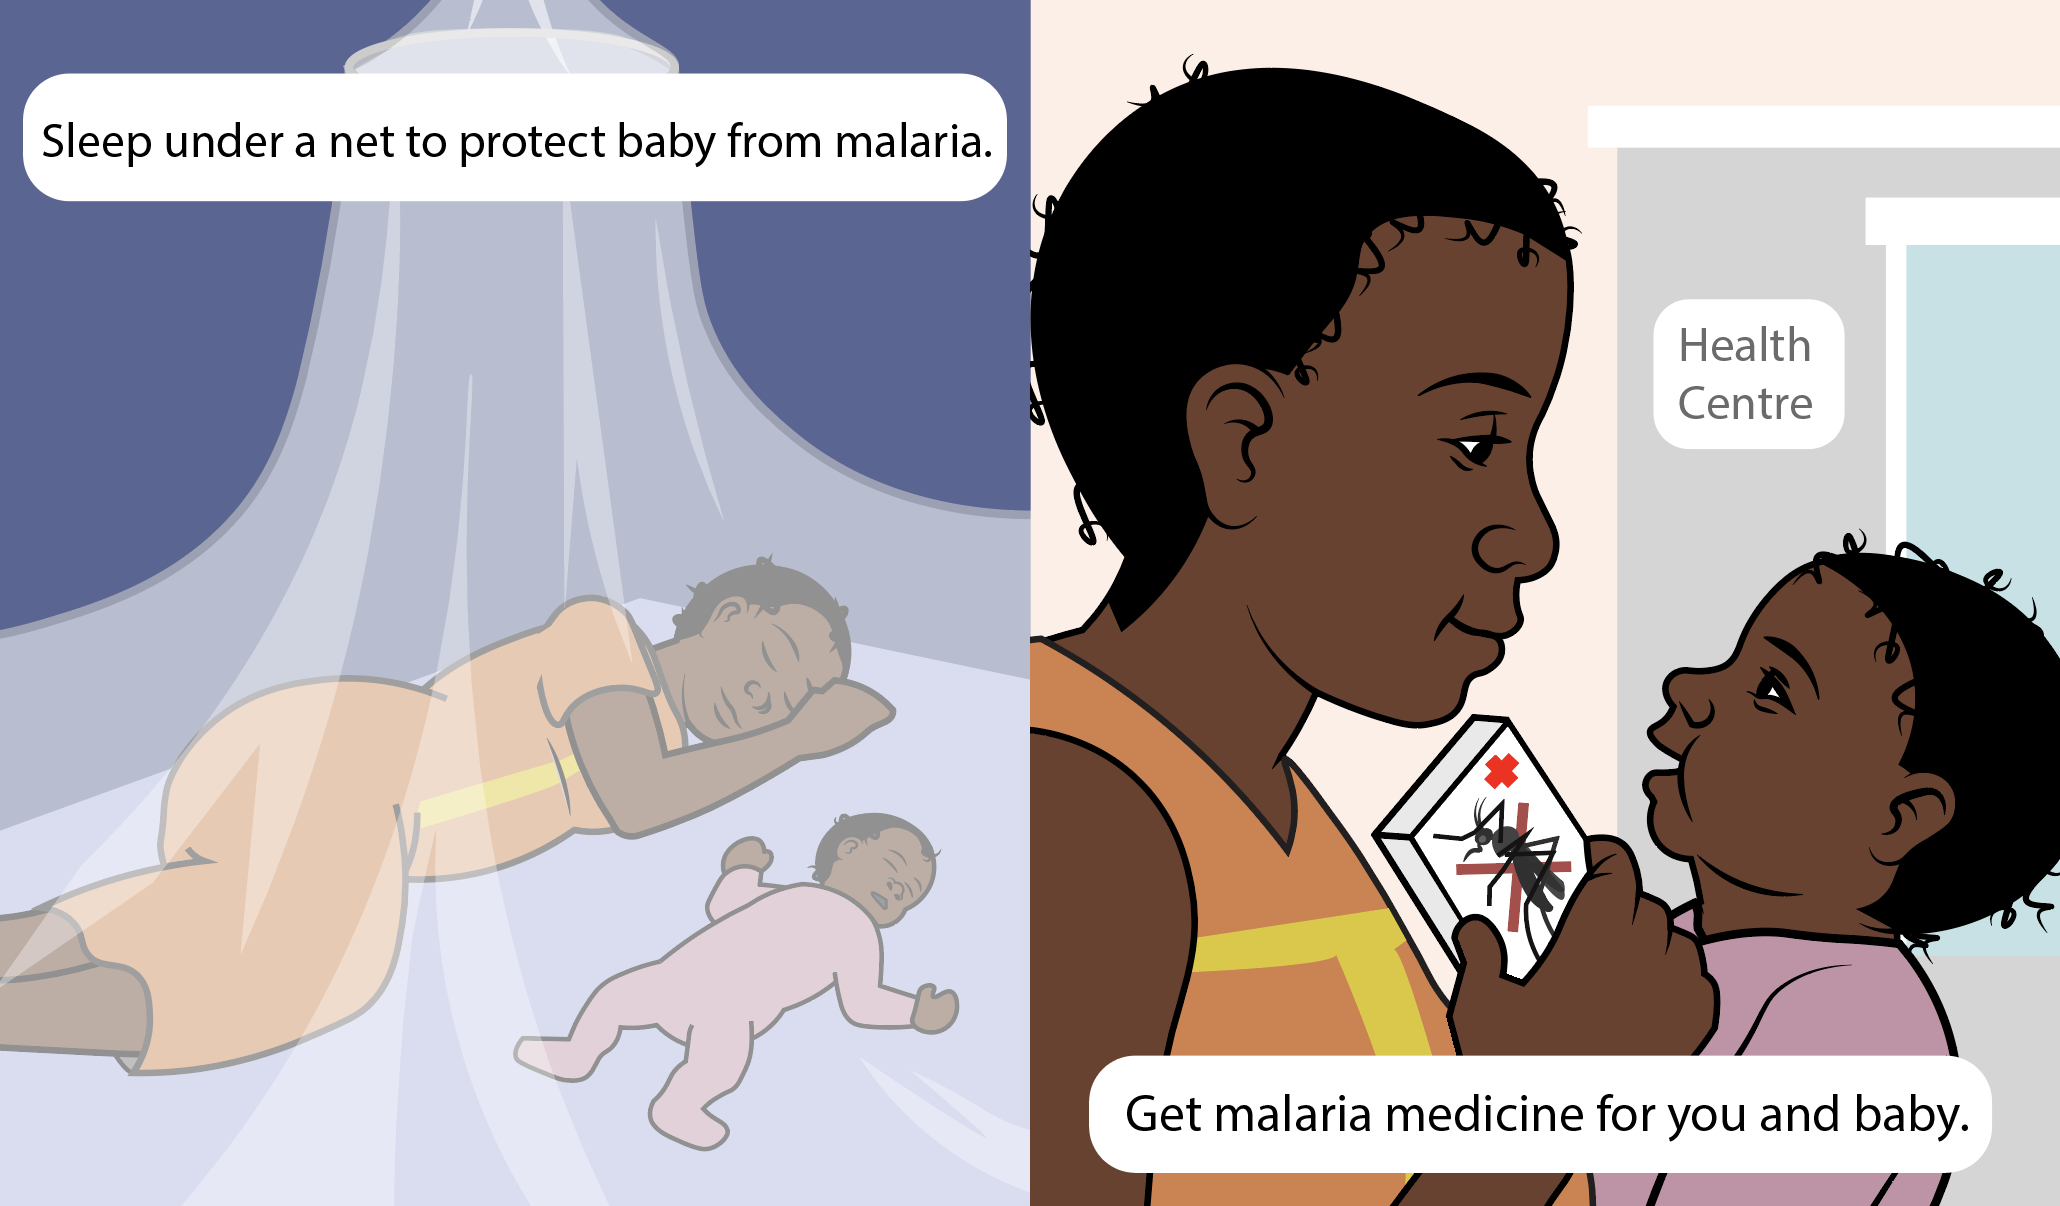 Sleep under a net to protect baby from malaria.
Health
Centre
Get malaria medicine for you and baby.